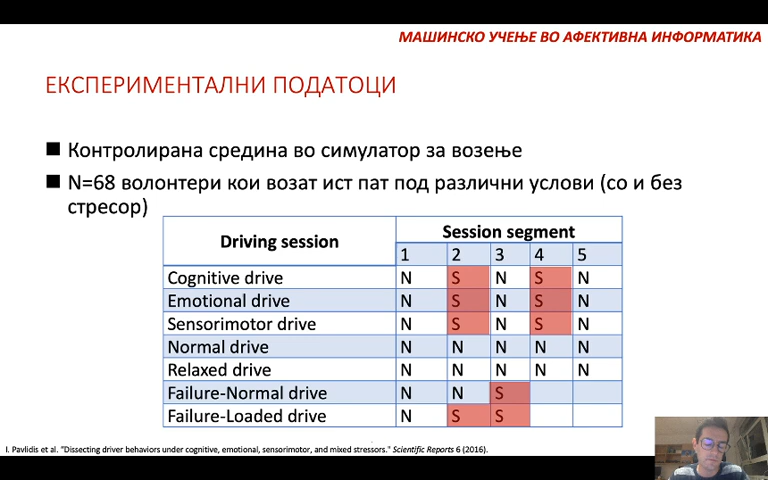 МАШИНСКО УЧЕЊЕ ВО АФЕКТИВНА ИНФОРМАТИКА
ЕКСПЕРИМЕНТАЛНИ ПОДАТОЦИ
Контролирана средина во симулатор за возење
N=68 волонтери кои возат ист пат под различни услови (со и без
стресор)
Driving session Session segment
1 2 3 4 5
Cognitive drive N S N S N
Emotional drive N S N S N
Sensorimotor drive N S N S N
Normal drive N N N N N
Relaxed drive N N N N N
Failure-Normal drive N N S
Failure-Loaded drive N S S
I. Pavlidis et al. "Dissecting driver behaviors under cognitive, emotional, sensorimotor, and mixed stressors." Scientific Reports 6 (2016).